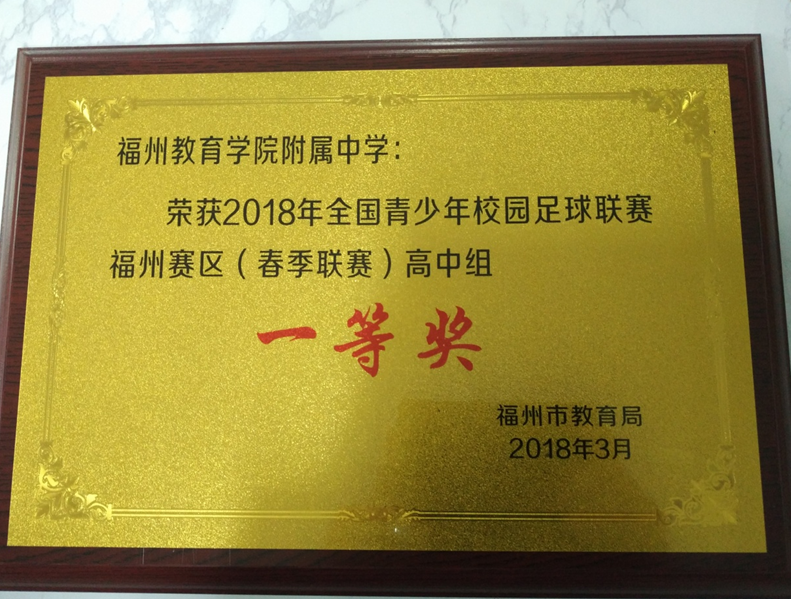 福州教育学院附属中学：
荣获2018年全国青少年校园足球联赛
福州赛区（春季联赛）高中组
一等奖
福州市教育局
2018年3月